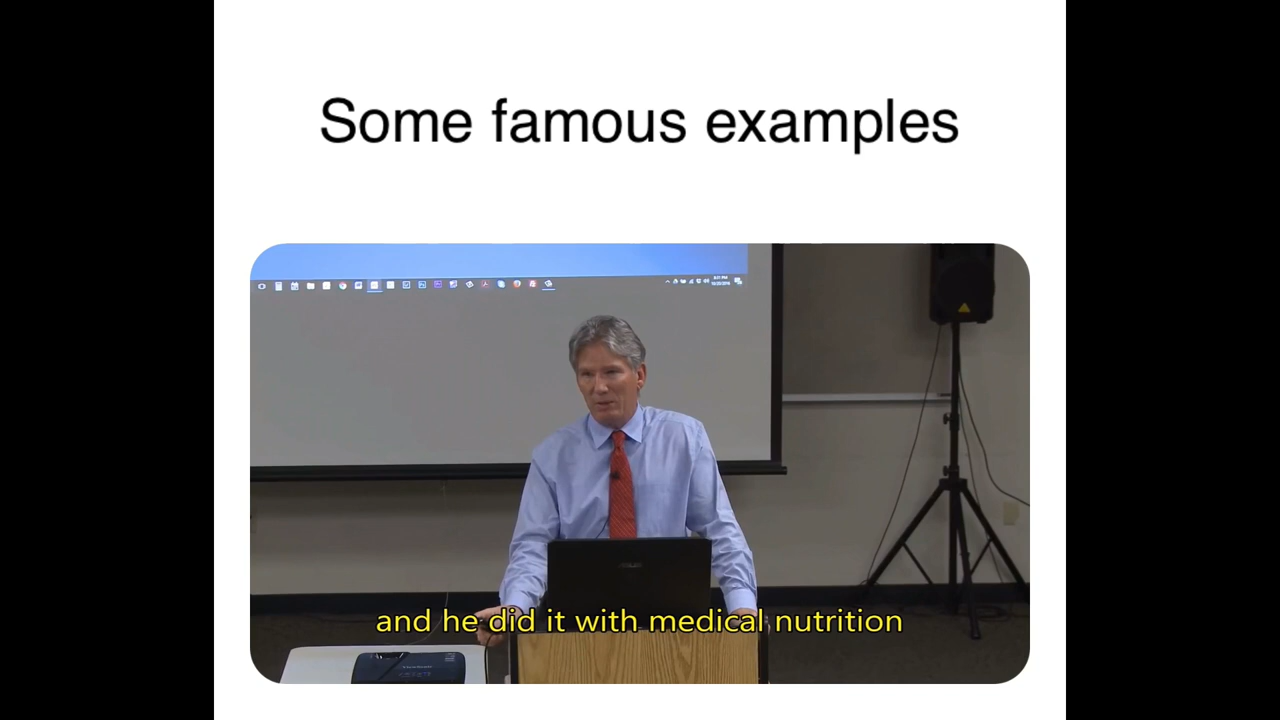 Some famous examples
and he did it with medical nutrition